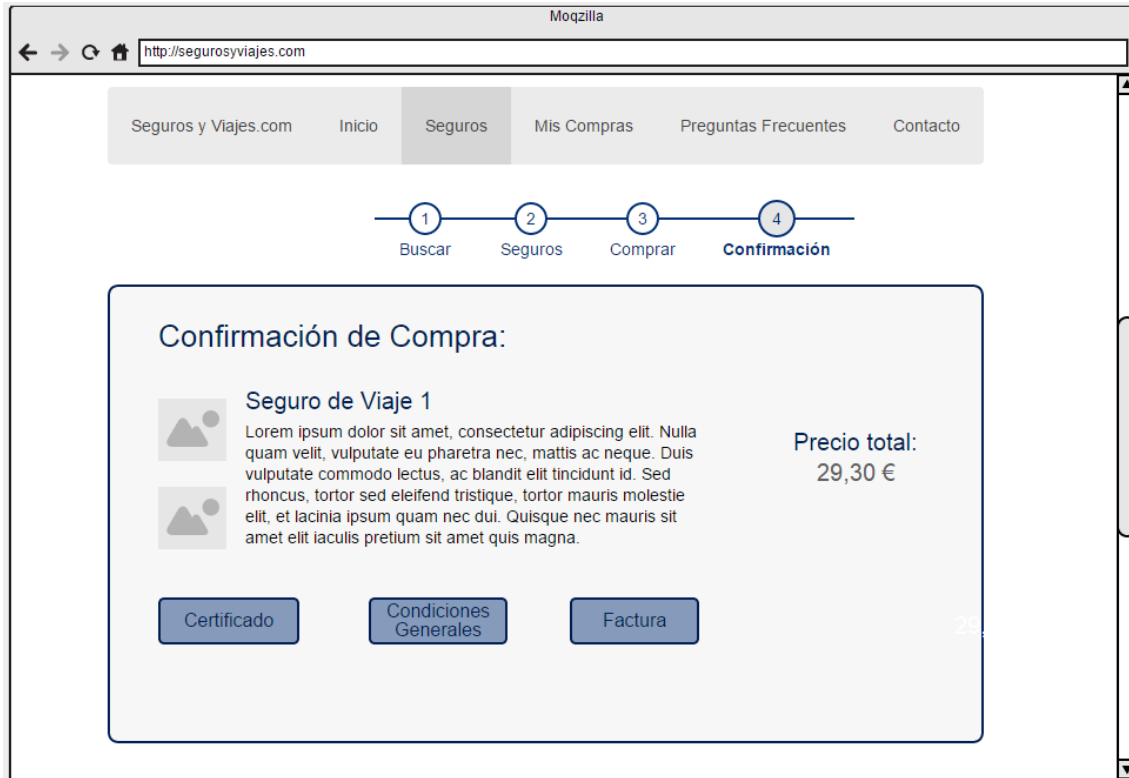 Moqzilla
http://segurosyviajes.com
Seguros y Viajes.com Inicio Seguros Mis Compras Preguntas Frecuentes Contacto
1 2 3 4
Buscar Seguros Comprar Confirmación
Confirmación de Compra:
Seguro de Viaje 1
Lorem ipsum dolor sit amet, consectetur adipiscing elit. Nulla
quam velit, vulputate eu pharetra nec, mattis ac neque. Duis
vulputate commodo lectus, ac blandit elit tincidunt id. Sed
rhoncus, tortor sed eleifend tristique, tortor mauris molestie
elit, et lacinia ipsum quam nec dui. Quisque nec mauris sit
amet elit iaculis pretium sit amet quis magna.
Precio total:
29,30 €
Certificado
Condiciones
Generales
Factura
29,